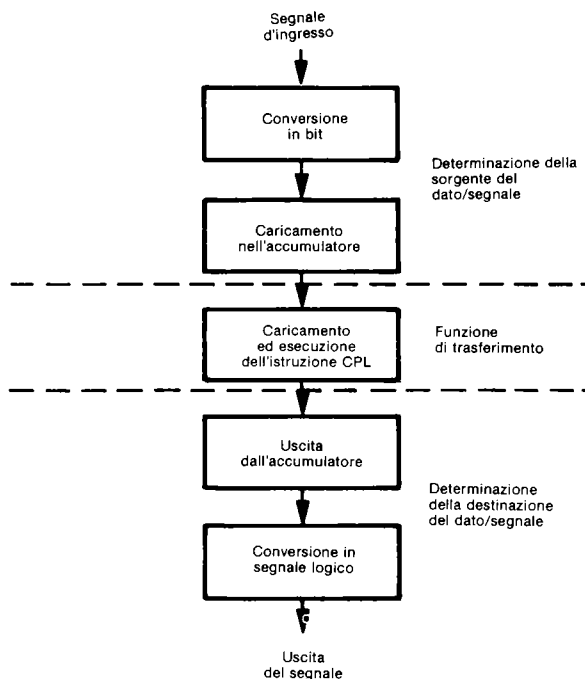 Segnale
d'ingresso
Conversione
in bit
Determinazione della
sorgente del
dato/segnale
Caricamento
nell'accumulatore
Caricamento
ed esecuzione
dell'istruzione CPL
Funzione
di trasferimento
Uscita
dall'accumulatore
Determinazione
della destinazione
del dato/segnale
Conversione in
segnale logico
Uscita
del segnale